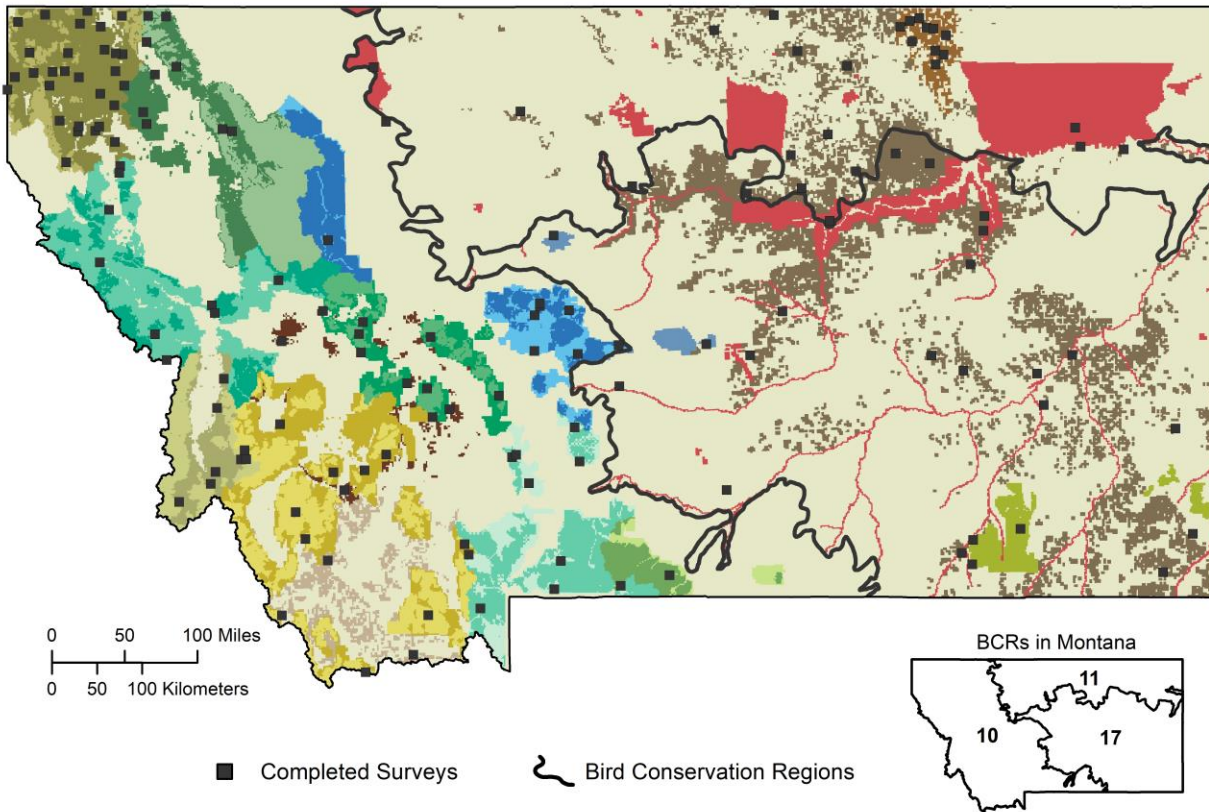 0 50 100 Miles
0 50 100 Kilometers
BCRs in Montana
11
10
17
Completed Surveys
Bird Conservation Regions